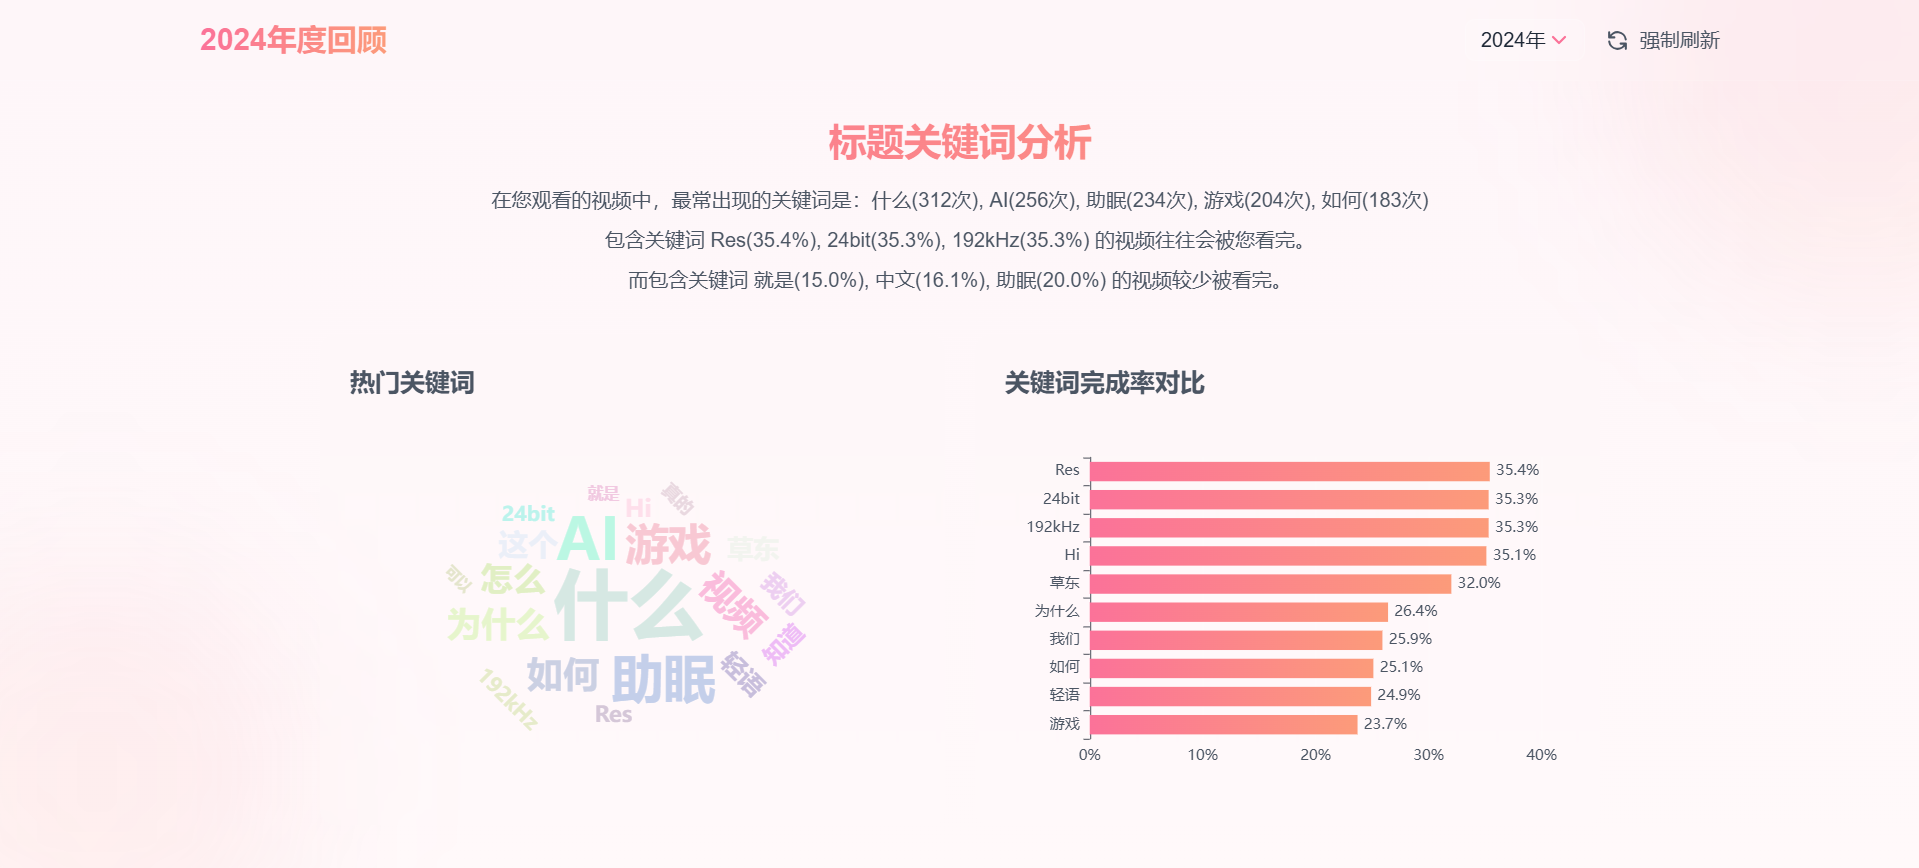 2024年度回顾
2024年
强制刷新
标题关键词分析
在您观看的视频中，最常出现的关键词是：什么(312次), AI(256次), 助眠(234次), 游戏(204次), 如何(183次)
包含关键词 Res(35.4%), 24bit(35.3%), 192kHz(35.3%) 的视频往往会被您看完。
而包含关键词 就是(15.0%), 中文(16.1%), 助眠(20.0%) 的视频较少被看完。
热门关键词
就是
真的
24bit
Hi
这个
AI
游戏
草东
可以
怎么
什么
视频
我们
为什么
知道
如何
助眠
轻语
192kHz
Res
关键词完成率对比
Res 35.4%
24bit 35.3%
192kHz 35.3%
Hi 35.1%
草东 32.0%
为什么 26.4%
我们 25.9%
如何 25.1%
轻语 24.9%
游戏 23.7%
0% 10% 20% 30% 40%